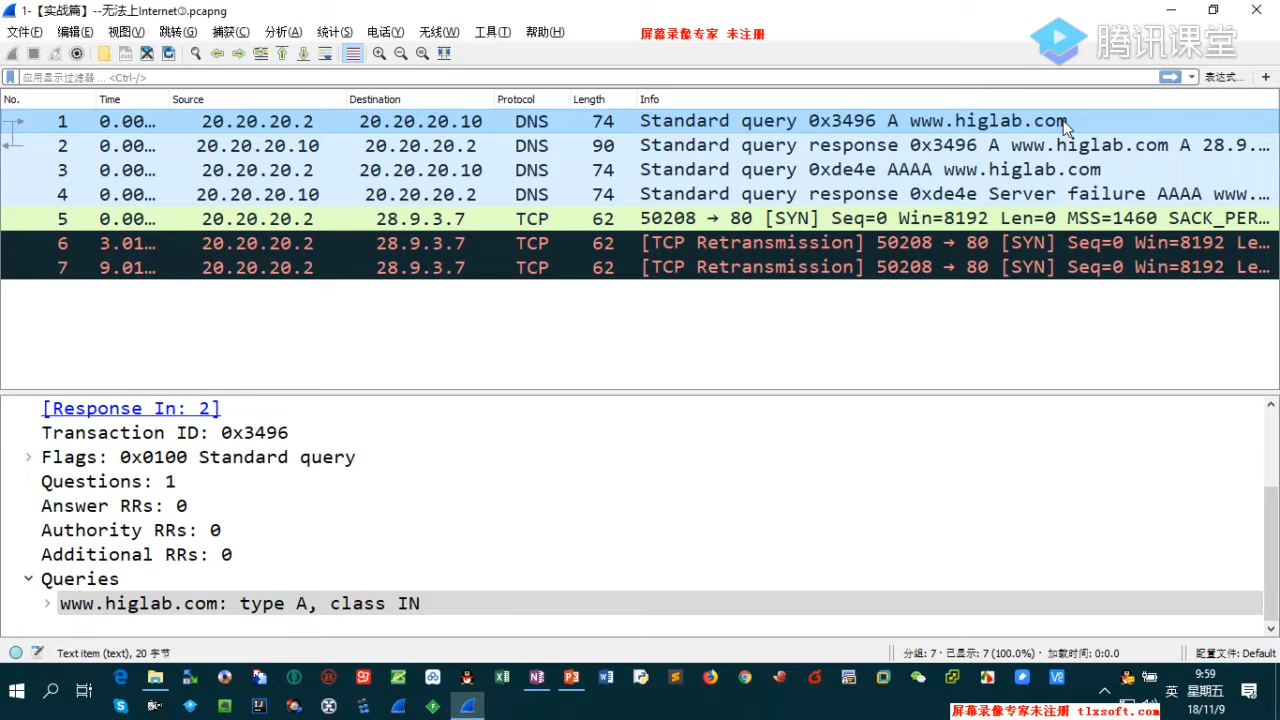 1-【实战篇】--无法上Internet①.pcapng
文件(F) 编辑(E) 视图(V) 跳转(G) 捕获(C) 分析(A) 统计(S) 电话(Y) 无线(W) 工具(T) 帮助(H)
屏幕录像专家 未注册
腾讯课堂
应用显示过滤器 … <Ctrl-/>
表达式…
No. Time Source Destination Protocol Length Info
1 0.00… 20.20.20.2 20.20.20.10 DNS 74 Standard query 0x3496 A www.higlab.com
2 0.00… 20.20.20.10 20.20.20.2 DNS 90 Standard query response 0x3496 A www.higlab.com A 28.9.…
3 0.00… 20.20.20.2 20.20.20.10 DNS 74 Standard query 0xde4e AAAA www.higlab.com
4 0.00… 20.20.20.10 20.20.20.2 DNS 74 Standard query response 0xde4e Server failure AAAA www.…
5 0.00… 20.20.20.2 28.9.3.7 TCP 62 50208 → 80 [SYN] Seq=0 Win=8192 Len=0 MSS=1460 SACK_PER…
6 3.01… 20.20.20.2 28.9.3.7 TCP 62 [TCP Retransmission] 50208 → 80 [SYN] Seq=0 Win=8192 Le…
7 9.01… 20.20.20.2 28.9.3.7 TCP 62 [TCP Retransmission] 50208 → 80 [SYN] Seq=0 Win=8192 Le…
[Response In: 2]
Transaction ID: 0x3496
Flags: 0x0100 Standard query
Questions: 1
Answer RRs: 0
Authority RRs: 0
Additional RRs: 0
Queries
www.higlab.com: type A, class IN
Text item (text), 20 字节
分组: 7 · 已显示: 7 (100.0%) · 加载时间: 0:0.0
配置文件: Default
9:59
英 星期五
18/11/9
屏幕录像专家未注册 tlxsoft.com